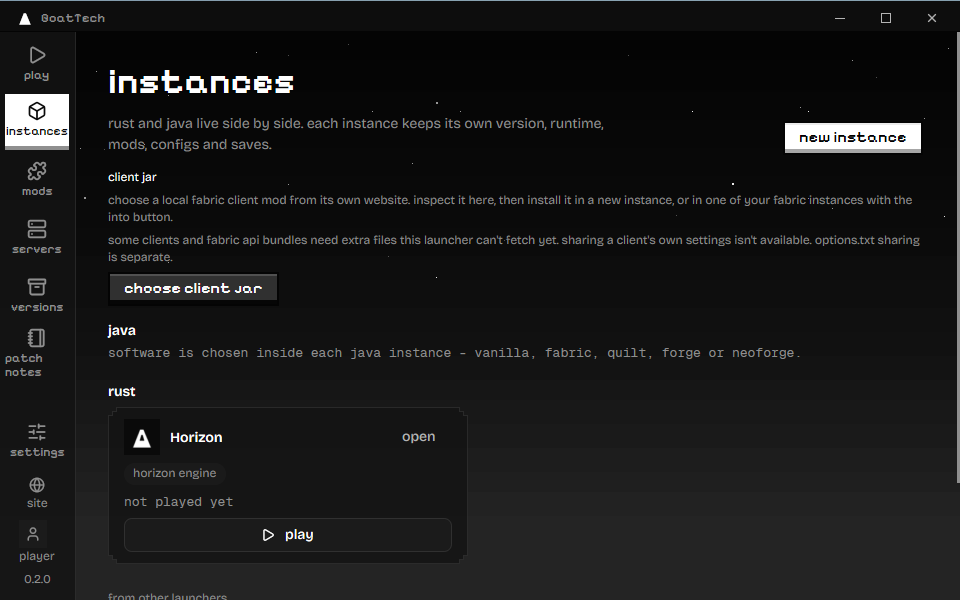 GoatTech
play
instances
mods
servers
versions
patch
notes
settings
site
player
0.2.0
instances
rust and java live side by side. each instance keeps its own version, runtime,
mods, configs and saves.
new instance
client jar
choose a local fabric client mod from its own website. inspect it here, then install it in a new instance, or in one of your fabric instances with the
into button.
some clients and fabric api bundles need extra files this launcher can't fetch yet. sharing a client's own settings isn't available. options.txt sharing
is separate.
choose client jar
java
software is chosen inside each java instance - vanilla, fabric, quilt, forge or neoforge.
rust
Horizon
open
horizon engine
not played yet
play
from other launchers